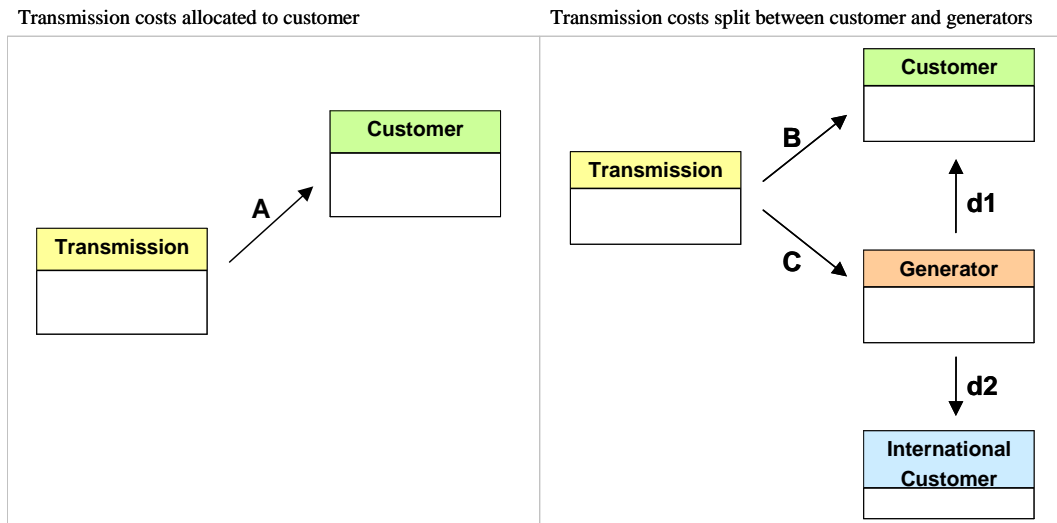 Transmission costs allocated to customer
Customer
A
Transmission
Transmission costs split between customer and generators
Customer
B
Transmission
d1
C
Generator
d2
International
Customer